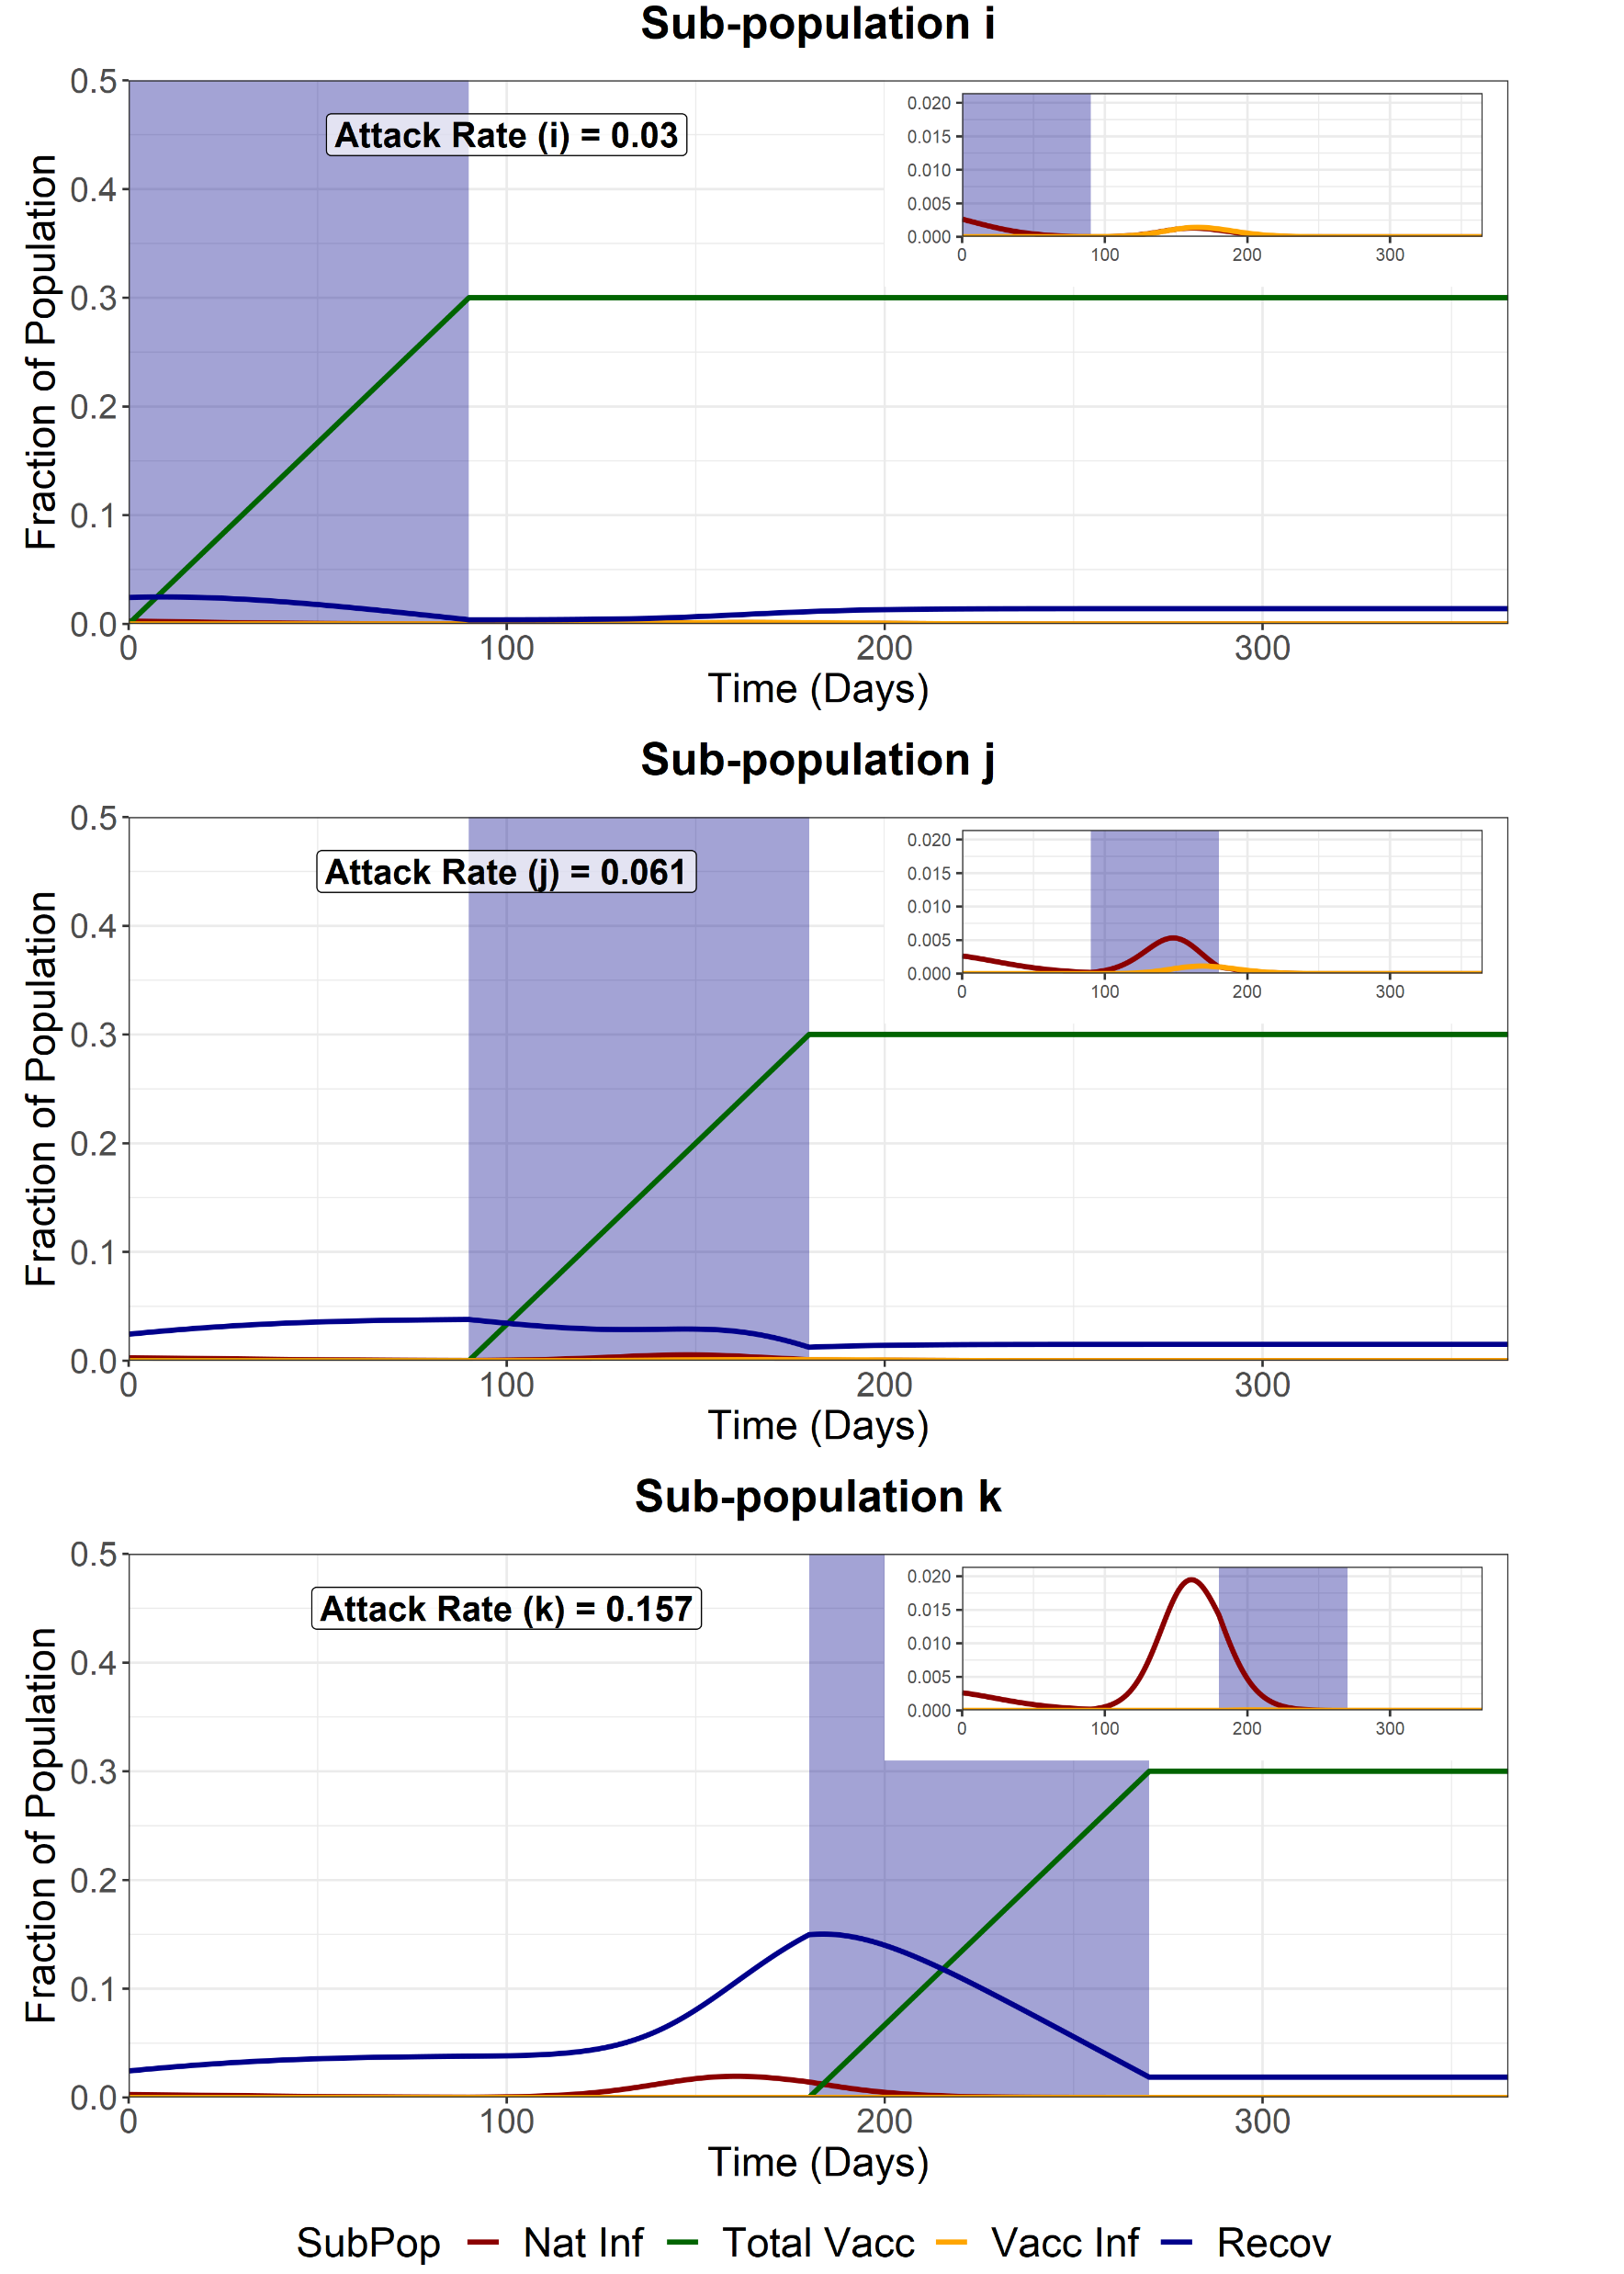 Sub-population i
Fraction of Population
0.5
0.4
0.3
0.2
0.1
0.0
Attack Rate (i) = 0.03
0.020
0.015
0.010
0.005
0.000
0 100 200 300
0 100 200 300
Time (Days)
Sub-population j
Fraction of Population
0.5
0.4
0.3
0.2
0.1
0.0
Attack Rate (j) = 0.061
0.020
0.015
0.010
0.005
0.000
0 100 200 300
0 100 200 300
Time (Days)
Sub-population k
Fraction of Population
0.5
0.4
0.3
0.2
0.1
0.0
Attack Rate (k) = 0.157
0.020
0.015
0.010
0.005
0.000
0 100 200 300
0 100 200 300
Time (Days)
SubPop Nat Inf Total Vacc Vacc Inf Recov